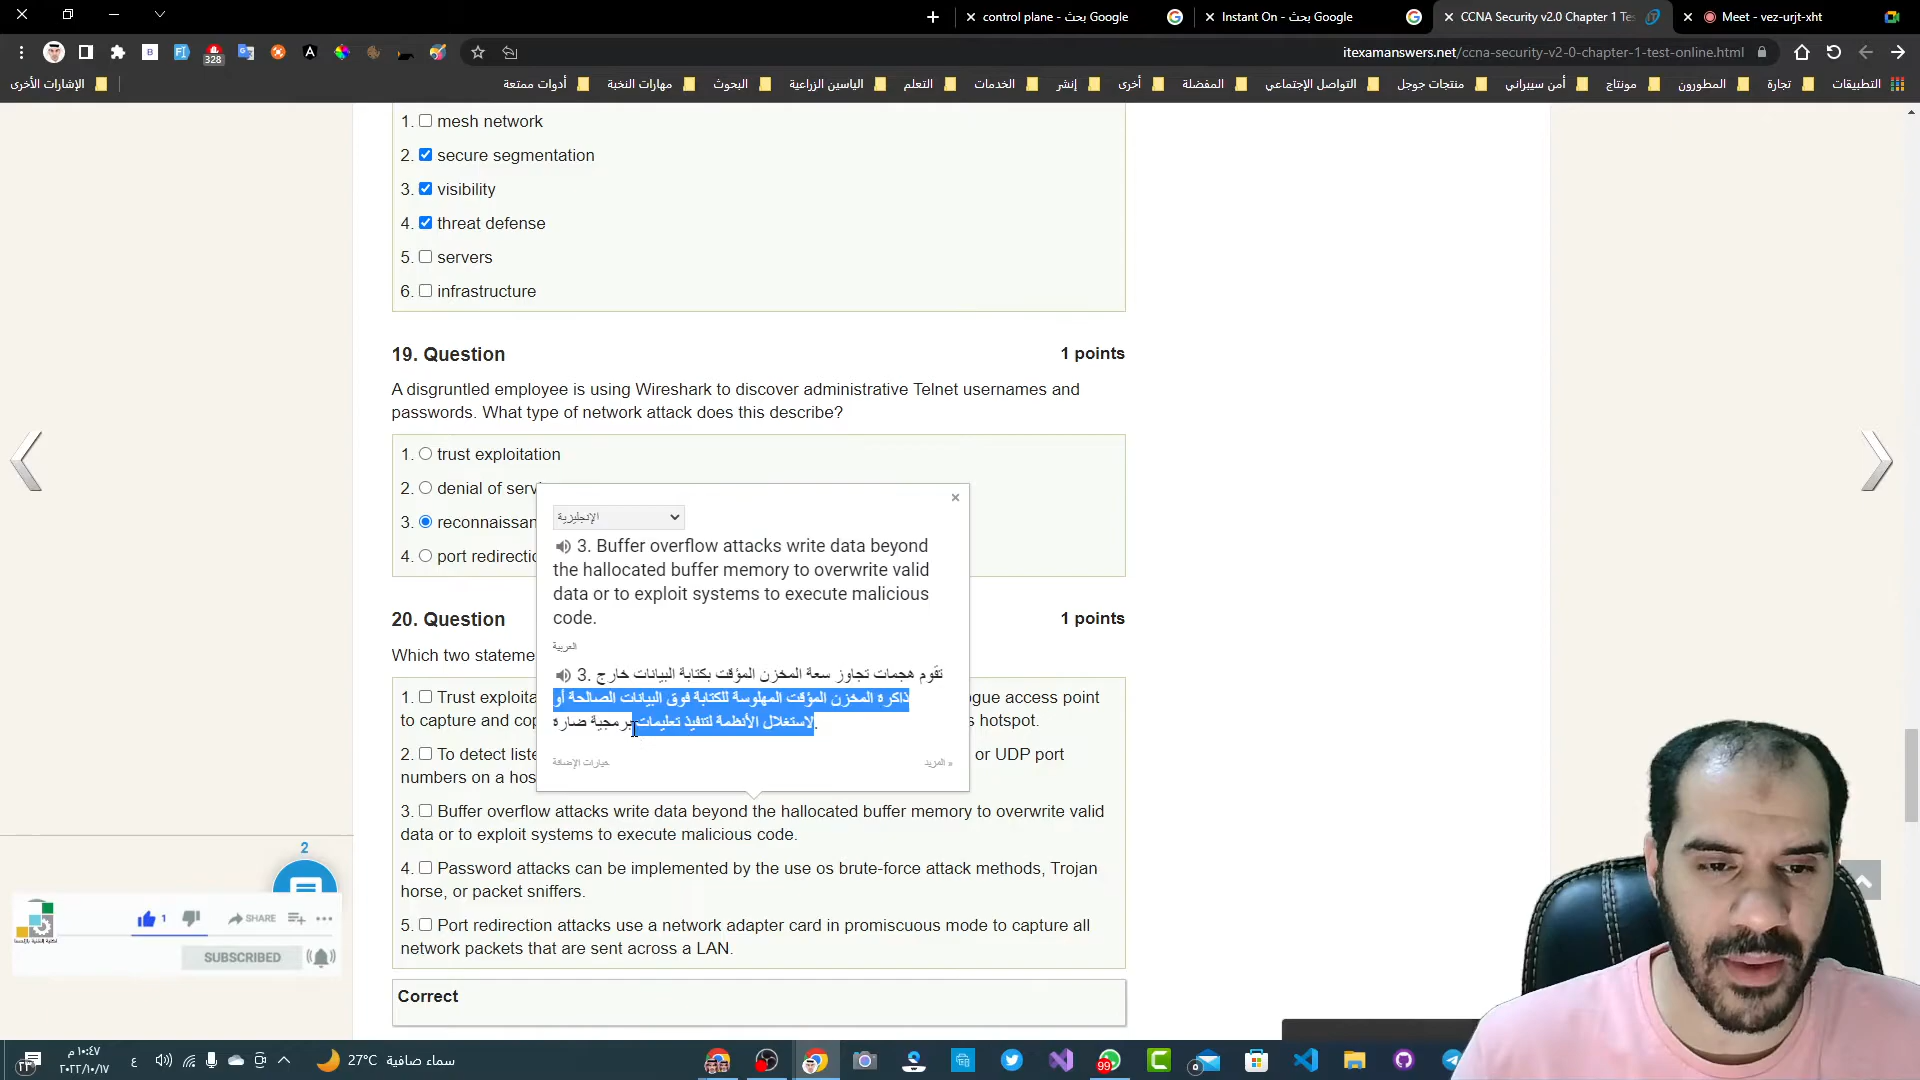 control plane - بحث Google
Instant On - بحث Google
CCNA Security v2.0 Chapter 1 Tes
Meet - vez-urjt-xht
328
itexamanswers.net/ccna-security-v2-0-chapter-1-test-online.html
التطبيقات
تجارة
المطورون
مونتاج
أمن سيبراني
منتجات جوجل
التواصل الإجتماعي
المفضلة
أخرى
إنشر
الخدمات
التعلم
الياسين الزراعية
البحوث
مهارات النخبة
أدوات ممتعة
الإشارات الأخرى
1. mesh network
2. secure segmentation
3. visibility
4. threat defense
5. servers
6. infrastructure
19. Question
1 points
A disgruntled employee is using Wireshark to discover administrative Telnet usernames and
passwords. What type of network attack does this describe?
1. trust exploitation
2. denial of serv
3. reconnaissan
4. port redirectio
الإنجليزية
3. Buffer overflow attacks write data beyond
the hallocated buffer memory to overwrite valid
data or to exploit systems to execute malicious
code.
العربية
3. تقوم هجمات تجاوز سعة المخزن المؤقت بكتابة البيانات خارج
ذاكرة المخزن المؤقت المهلوسة للكتابة فوق البيانات الصالحة أو
لاستغلال الأنظمة لتنفيذ تعليمات برمجية ضارة.
خيارات الإضافة
المزيد »
20. Question
1 points
Which two stateme
1. Trust exploita
gue access point
to capture and cop
s hotspot.
2. To detect liste
or UDP port
numbers on a hos
3. Buffer overflow attacks write data beyond the hallocated buffer memory to overwrite valid
data or to exploit systems to execute malicious code.
4. Password attacks can be implemented by the use os brute-force attack methods, Trojan
horse, or packet sniffers.
5. Port redirection attacks use a network adapter card in promiscuous mode to capture all
network packets that are sent across a LAN.
Correct
2
1
SHARE
SUBSCRIBED
١٠:٤٧ م
٢٠٢٢/١٠/١٧
ع
27°C سماء صافية
99